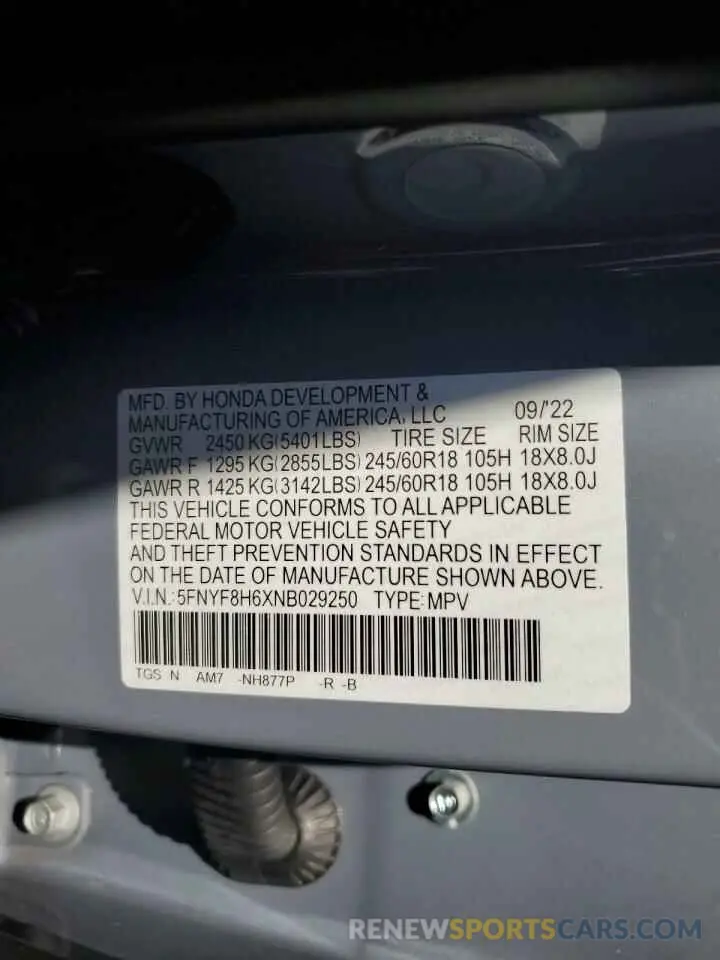 MFD. BY HONDA DEVELOPMENT &
MANUFACTURING OF AMERICA, LLC 09/'22
GVWR 2450 KG(5401LBS) TIRE SIZE RIM SIZE
GAWR F 1295 KG(2855LBS) 245/60R18 105H 18X8.0J
GAWR R 1425 KG(3142LBS) 245/60R18 105H 18X8.0J
THIS VEHICLE CONFORMS TO ALL APPLICABLE
FEDERAL MOTOR VEHICLE SAFETY
AND THEFT PREVENTION STANDARDS IN EFFECT
ON THE DATE OF MANUFACTURE SHOWN ABOVE.
V.I.N.:5FNYF8H6XNB029250 TYPE:MPV
TGS N AM7 -NH877P -R -B
RENEWSPORTSCARS.COM